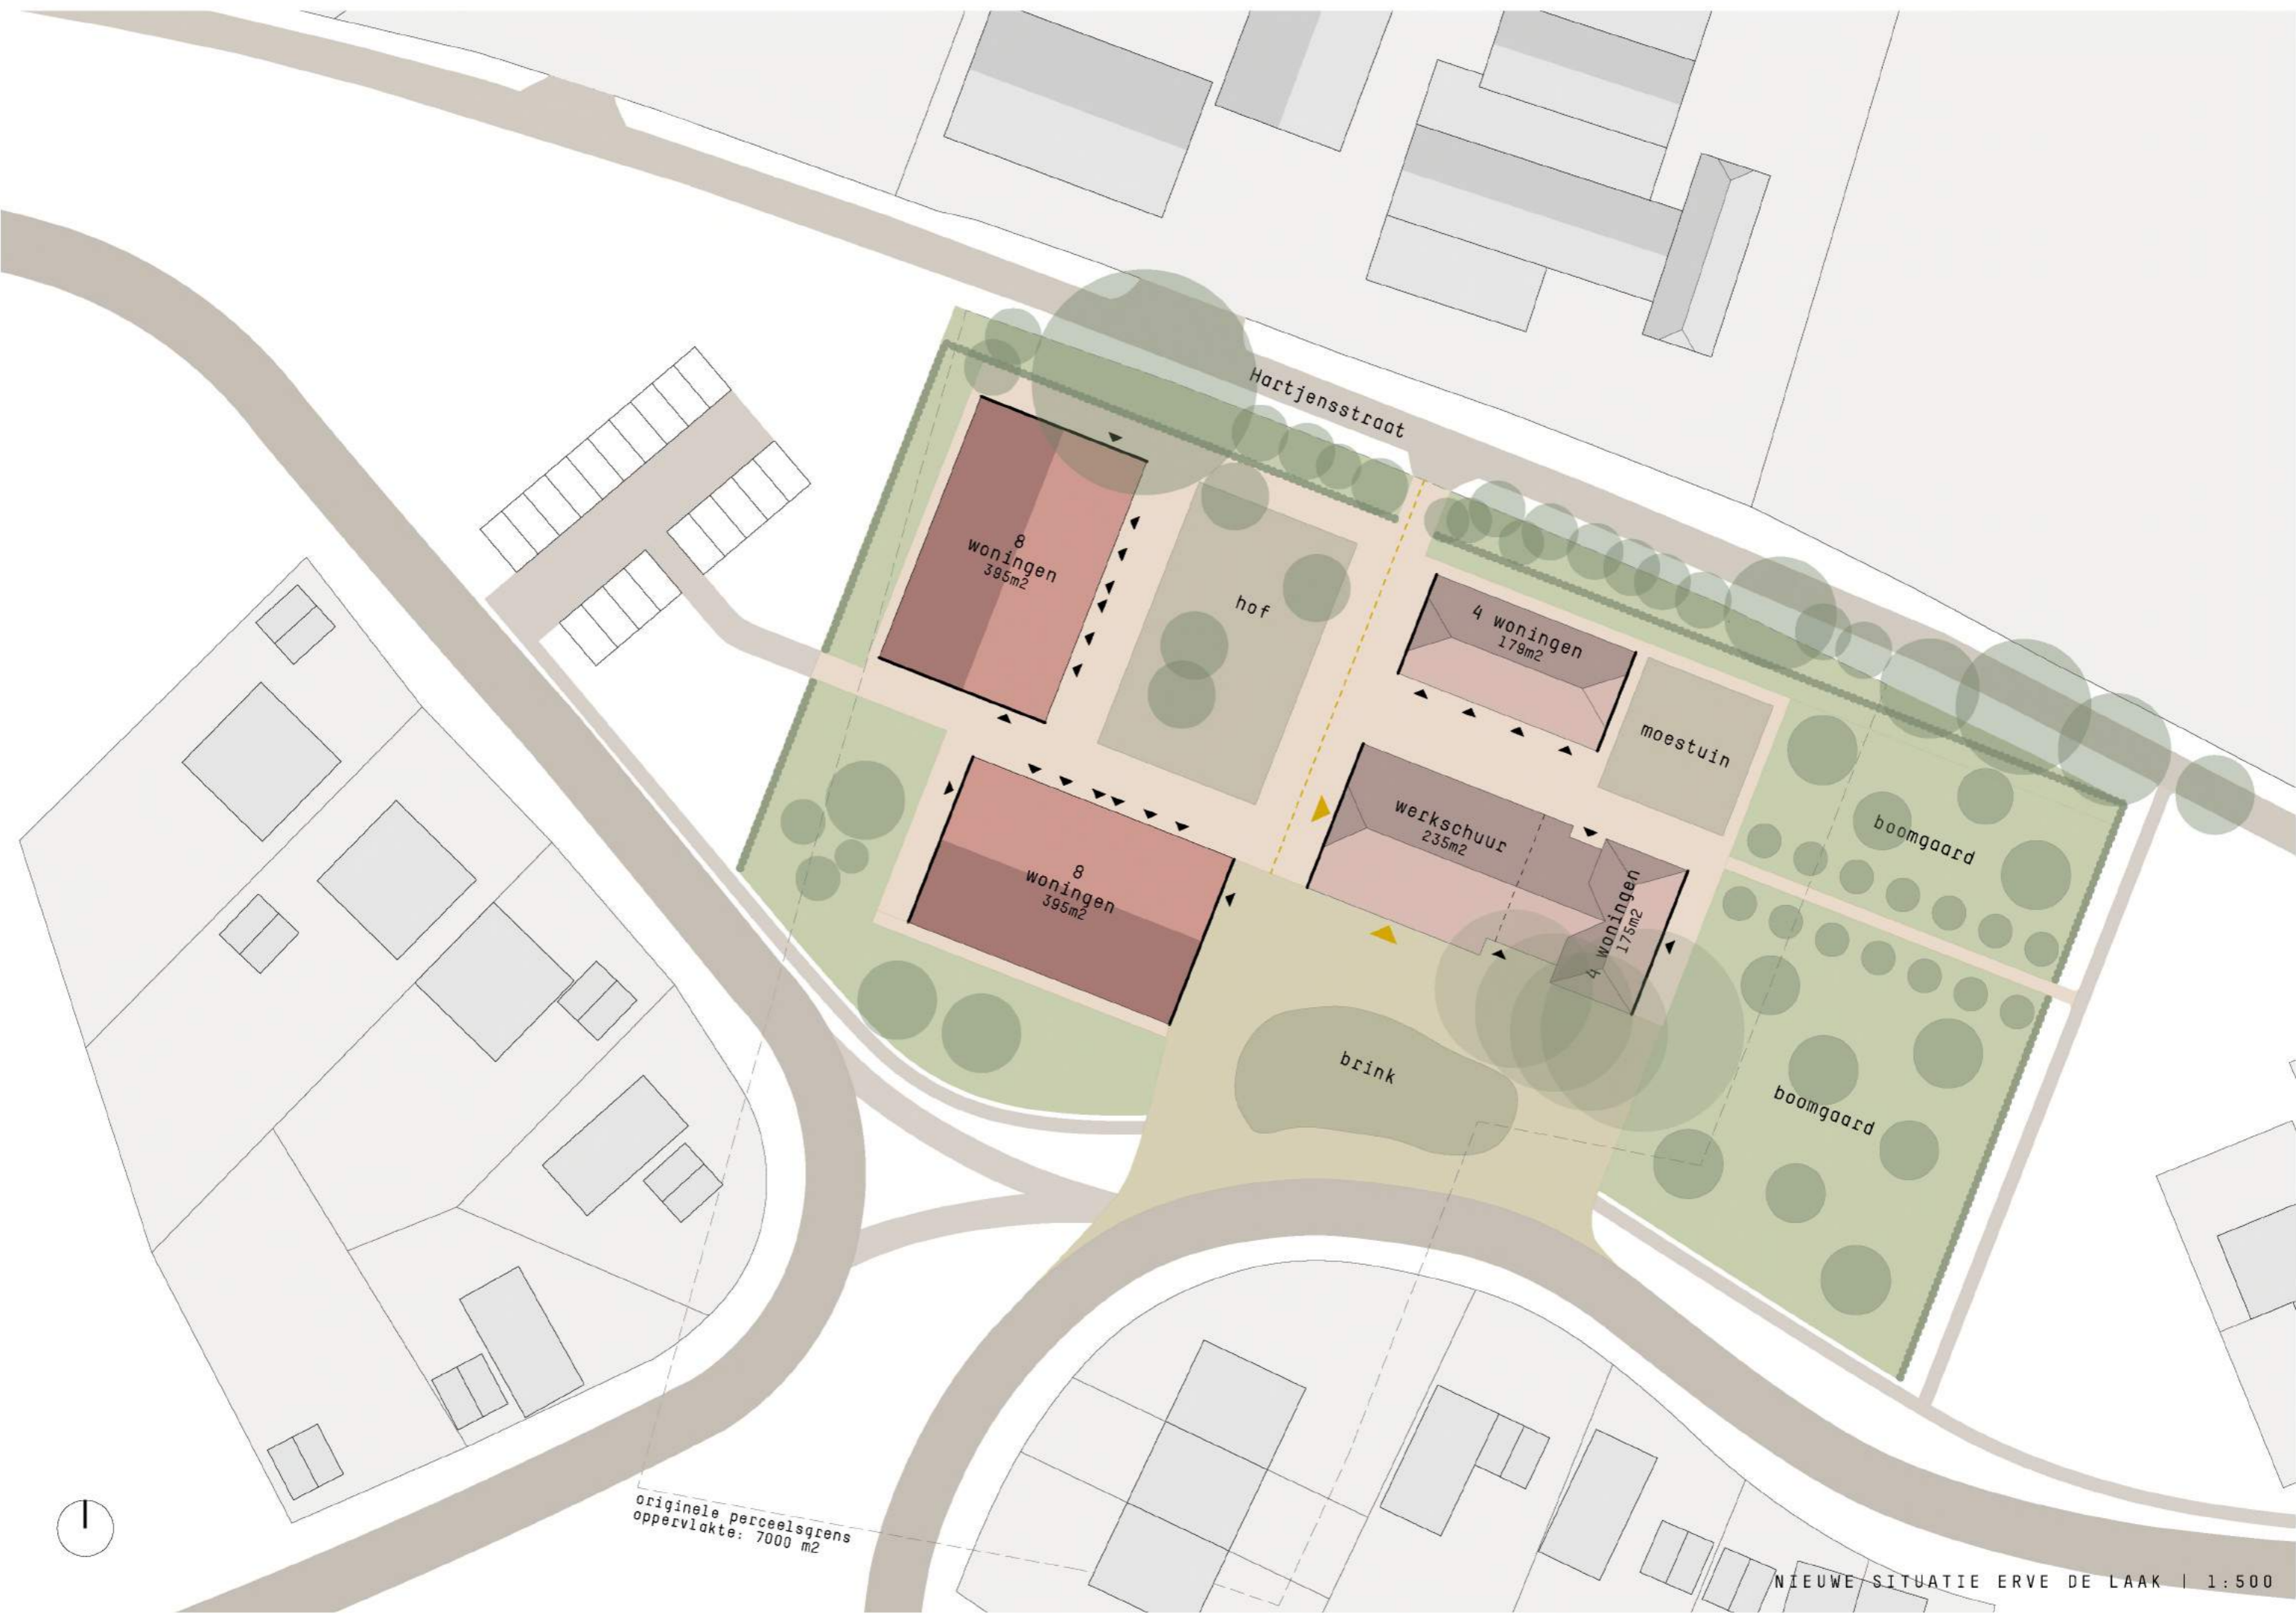 Hartjensstraat
8
woningen
395m2
hof
4 woningen
179m2
moestuin
werkschuur
235m2
boomgaard
8
woningen
395m2
4 woningen
175m2
brink
boomgaard
originele perceelsgrens
oppervlakte: 7000 m2
NIEUWE SITUATIE ERVE DE LAAK | 1:500